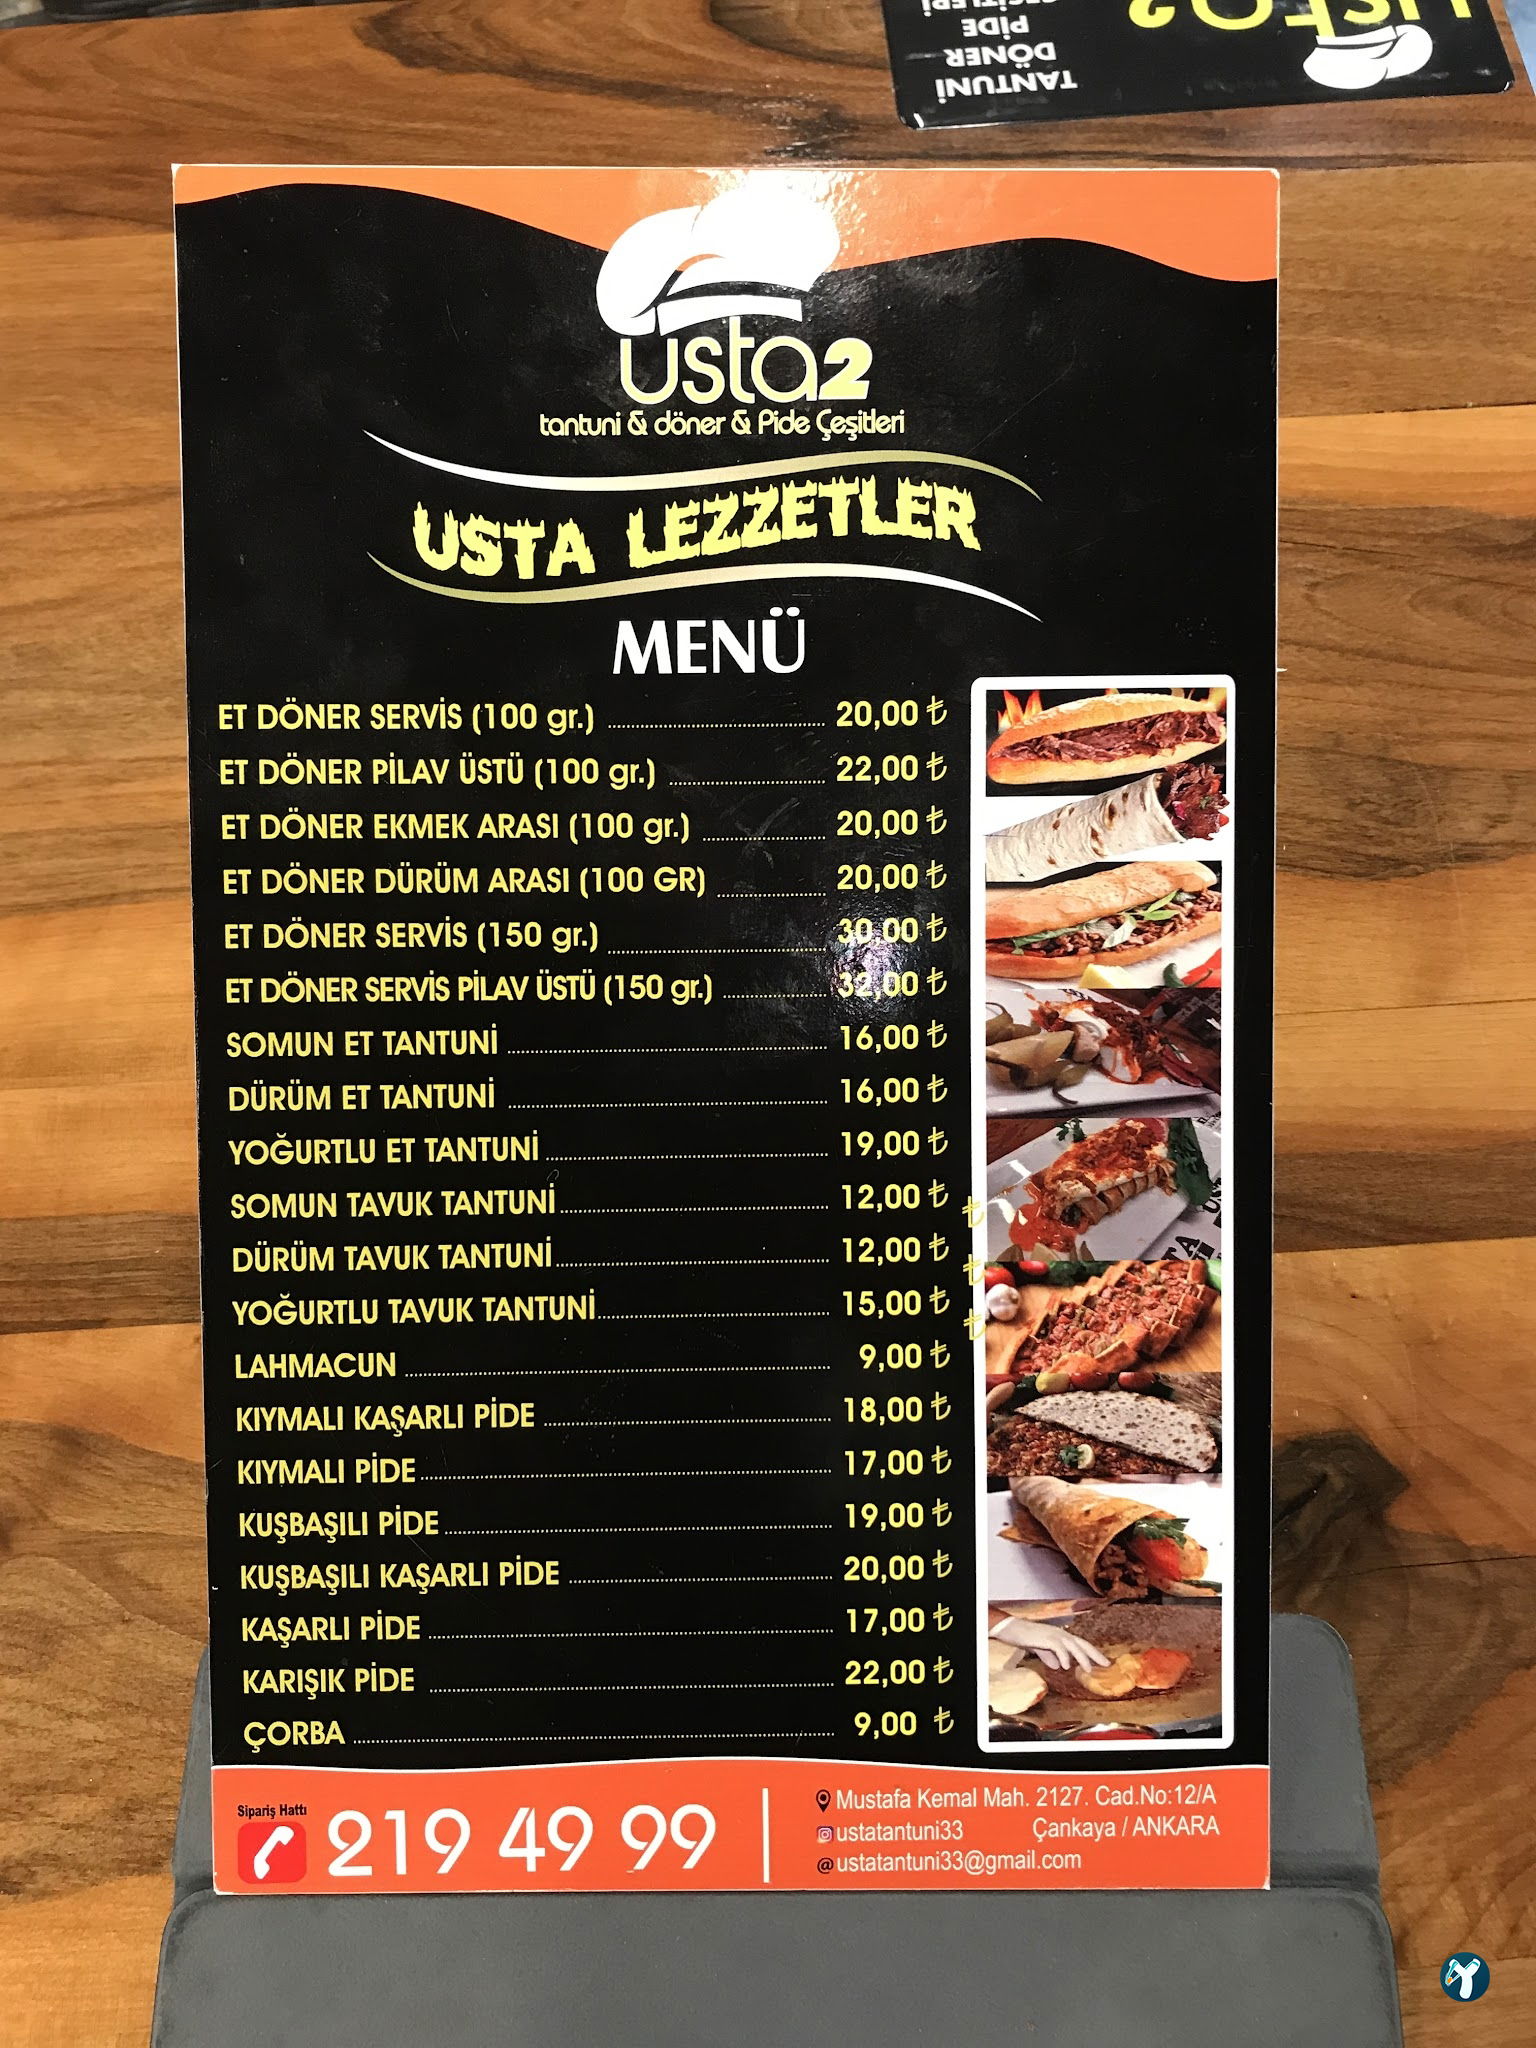 TANTUNİ
DÖNER
PİDE
ÇEŞİTLERİ
usta2
usta2
tantuni & döner & Pide Çeşitleri
USTA LEZZETLER
MENÜ
ET DÖNER SERVİS (100 gr.) 20,00 ₺
ET DÖNER PİLAV ÜSTÜ (100 gr.) 22,00 ₺
ET DÖNER EKMEK ARASI (100 gr.) 20,00 ₺
ET DÖNER DÜRÜM ARASI (100 GR) 20,00 ₺
ET DÖNER SERVİS (150 gr.) 30,00 ₺
ET DÖNER SERVİS PİLAV ÜSTÜ (150 gr.) 32,00 ₺
SOMUN ET TANTUNİ 16,00 ₺
DÜRÜM ET TANTUNİ 16,00 ₺
YOĞURTLU ET TANTUNİ 19,00 ₺
SOMUN TAVUK TANTUNİ 12,00 ₺ ₺
DÜRÜM TAVUK TANTUNİ 12,00 ₺ ₺
YOĞURTLU TAVUK TANTUNİ 15,00 ₺ ₺
LAHMACUN 9,00 ₺
KIYMALI KAŞARLI PİDE 18,00 ₺
KIYMALI PİDE 17,00 ₺
KUŞBAŞILI PİDE 19,00 ₺
KUŞBAŞILI KAŞARLI PİDE 20,00 ₺
KAŞARLI PİDE 17,00 ₺
KARIŞIK PİDE 22,00 ₺
ÇORBA 9,00 ₺
Sipariş Hattı
219 49 99
Mustafa Kemal Mah. 2127. Cad.No:12/A
ustatantuni33 Çankaya / ANKARA
@ ustatantuni33@gmail.com